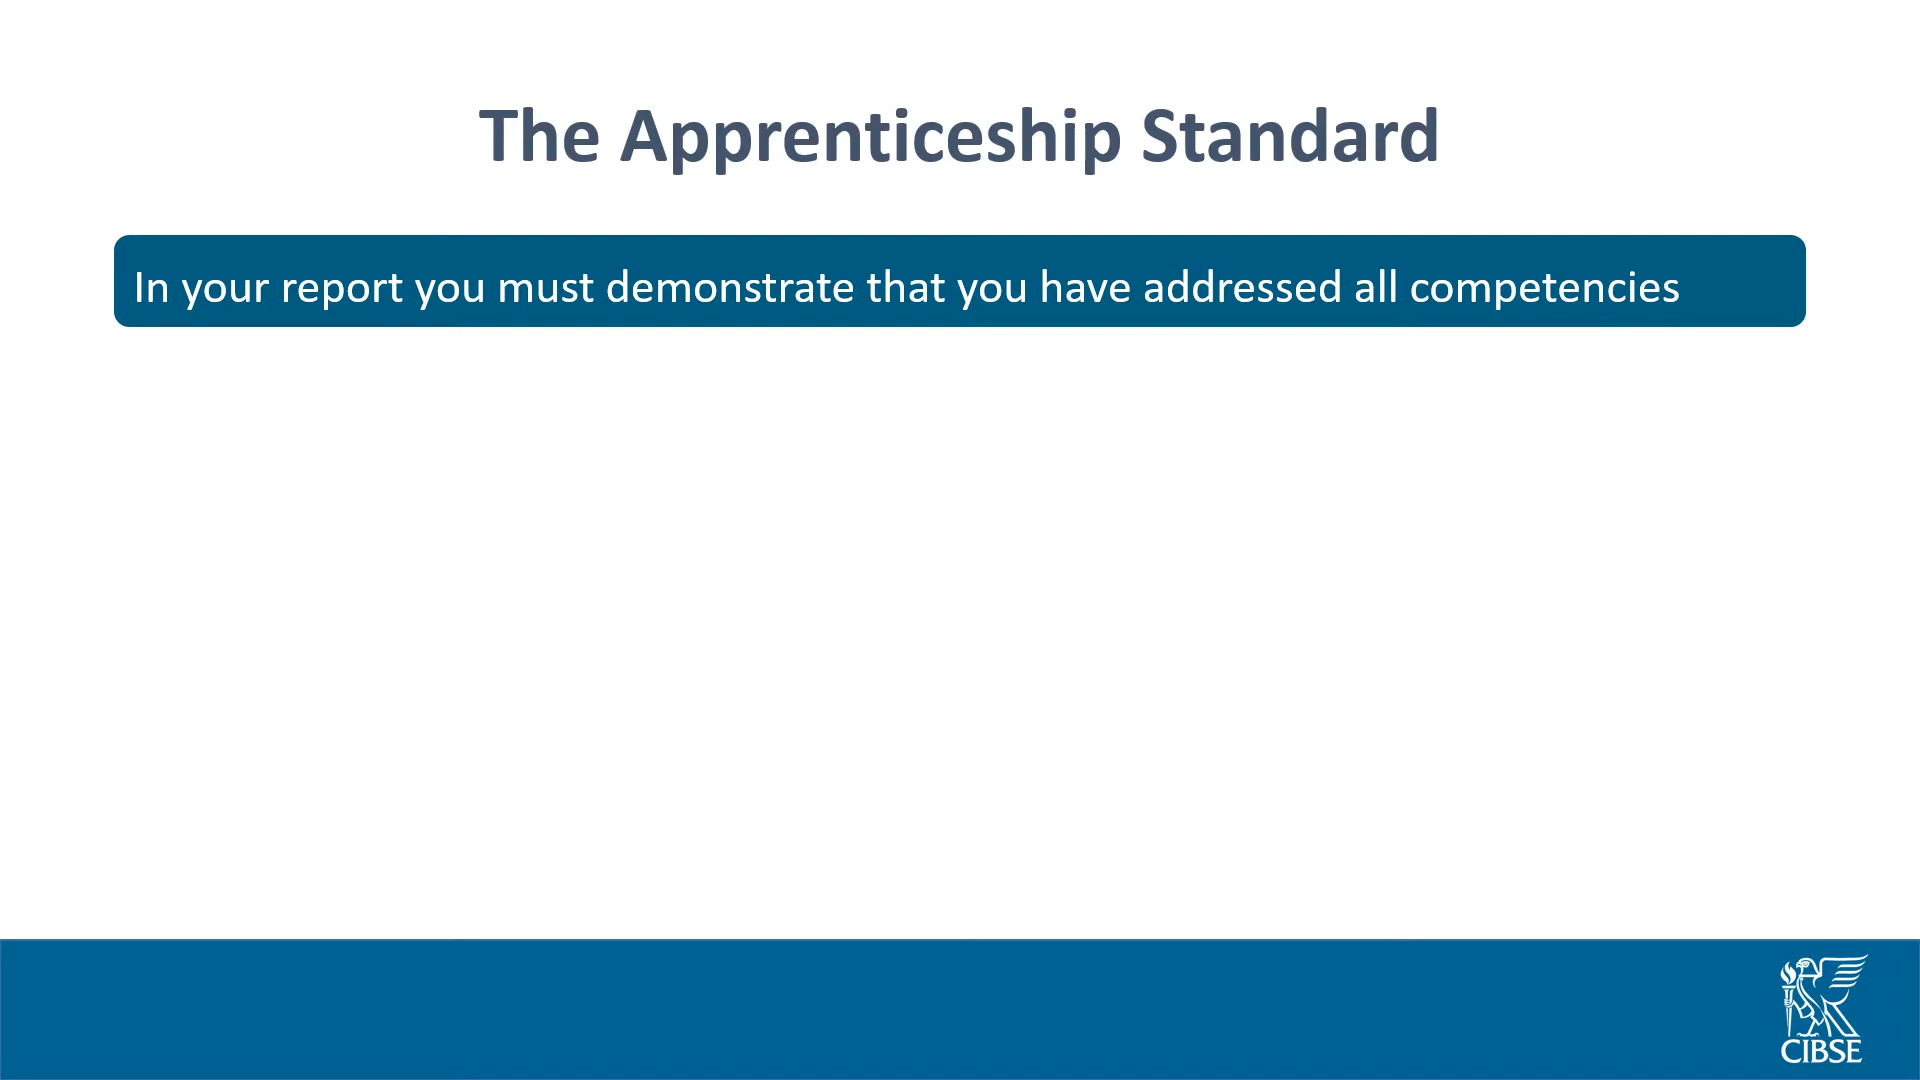 The Apprenticeship Standard
In your report you must demonstrate that you have addressed all competencies
CIBSE